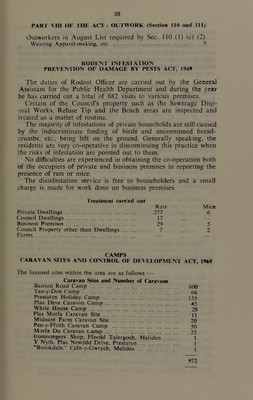 39
PART VIII OF THE ACT: OUTWORK (Section 110 and 111)
Outworkers in August List required by Sec. 110 (1) (c) (2)
Wearing Apparel-making, etc. 5
RODENT INFESTATION
PREVENTION OF DAMAGE BY PESTS ACT, 1949
The duties of Rodent Officer are carried out by the General
Assistant for the Public Health Department and during the year
he has carried out a total of 682 visits to various premises.
Certain of the Council's property such as the Sewerage Disp-
osal Works, Refuse Tip and the Beach areas are inspected and
treated as a matter of routine.
The majority of infestations of private households are still caused
by the indiscriminate feeding of birds and unconsumed bread-
crumbs, etc., being left on the ground. Generally speaking, the
residents are very co-operative in discontinuing this practice when
the risks of infestation are pointed out to them.
No difficulties are experienced in obtaining the co-operation both
of the occupiers of private and business premises in reporting the
presence of rats or mice.
The disinfestation service is free to householders and a small
charge is made for work done on business premises
Treatment carried out
Rats Mice
Private Dwellings 277 6
Council Dwellings 17 —
Business Premises 29 5
Council Property other than Dwellings 7 2
Farms — —
CAMPS
CARAVAN SITES AND CONTROL OF DEVELOPMENT ACT, 1960
The licensed sites within the area are as follows :—
Caravan Sites and Number of Caravans
Bastion Road Camp 600
Tan-y-Don Camp 66
Prestatyn Holiday Camp 135
Plas Deva Caravan Camp 45
White House Camp 20
Plas Morfa Caravan Site 11
Midnant Farm Caravan Site 20
Pen-y-Ffrith Caravan Camp 50
Morfa Du Caravan Camp 25
Ironmongers' Shop, Ffordd Talargoch, Meliden 1
Y Nyth, Plas Newydd Drive, Prestatyn 1
"Brookdale," Cefn-y-Gwrych, Meliden 1
972